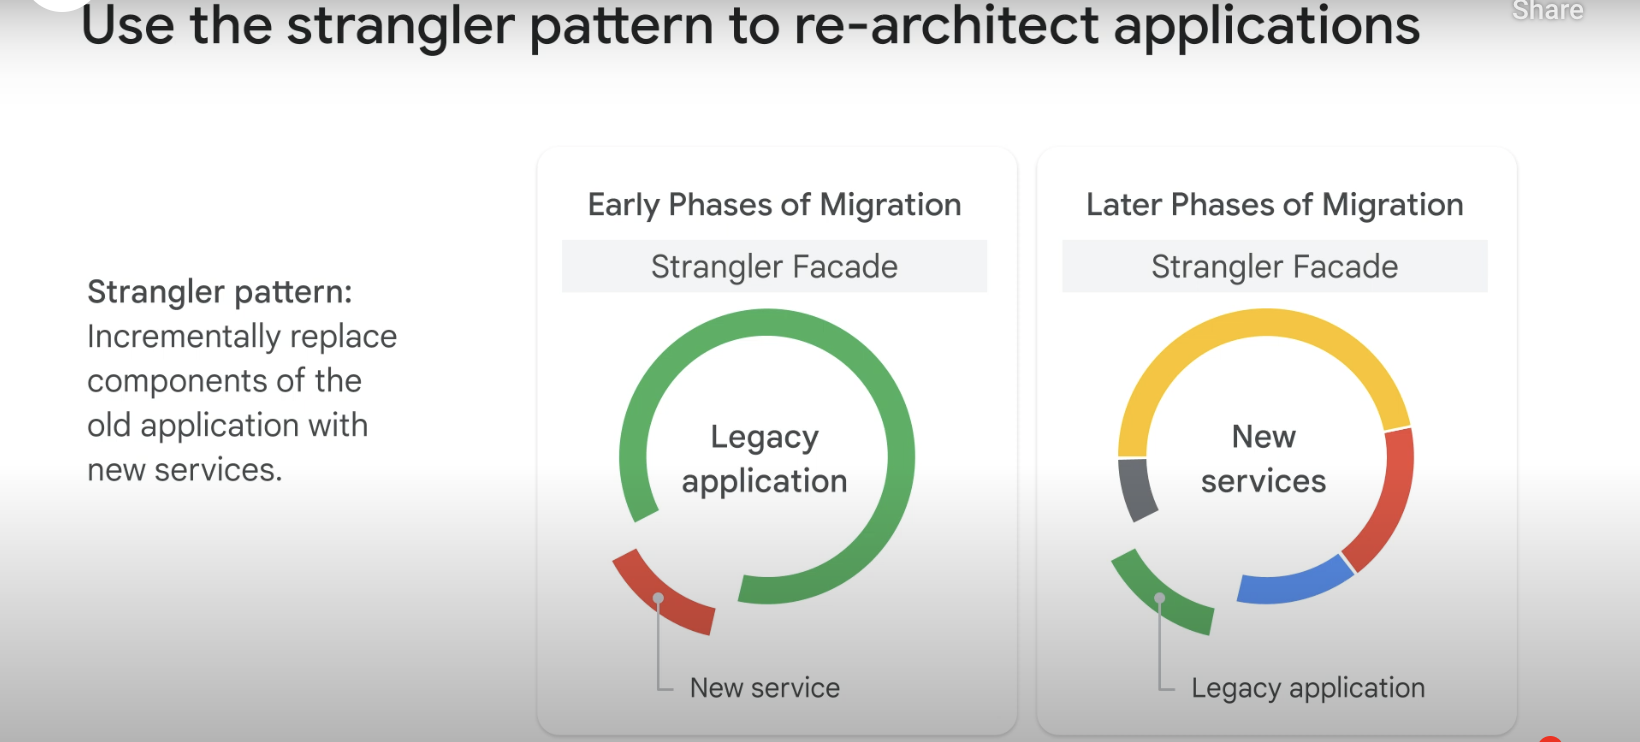 Use the strangler pattern to re-architect applications
Share
Strangler pattern:
Incrementally replace
components of the
old application with
new services.
Early Phases of Migration
Strangler Facade
Legacy
application
New service
Later Phases of Migration
Strangler Facade
New
services
Legacy application